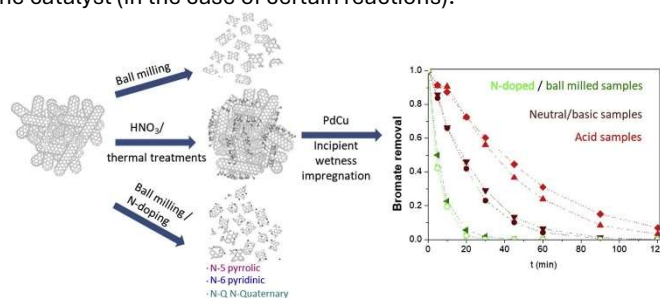 the catalyst (in the case of certain reactions).
Ball milling
HNO3/
thermal treatments
Ball milling /
N-doping
· N-5 pyrrolic
· N-6 pyridinic
· N-Q N-Quaternary
PdCu
Incipient
wetness
impregnation
Bromate removal
1.0
0.8
0.6
0.4
0.2
0.0
N-doped / ball milled samples
Neutral/basic samples
Acid samples
0 20 40 60 80 100 120
t (min)